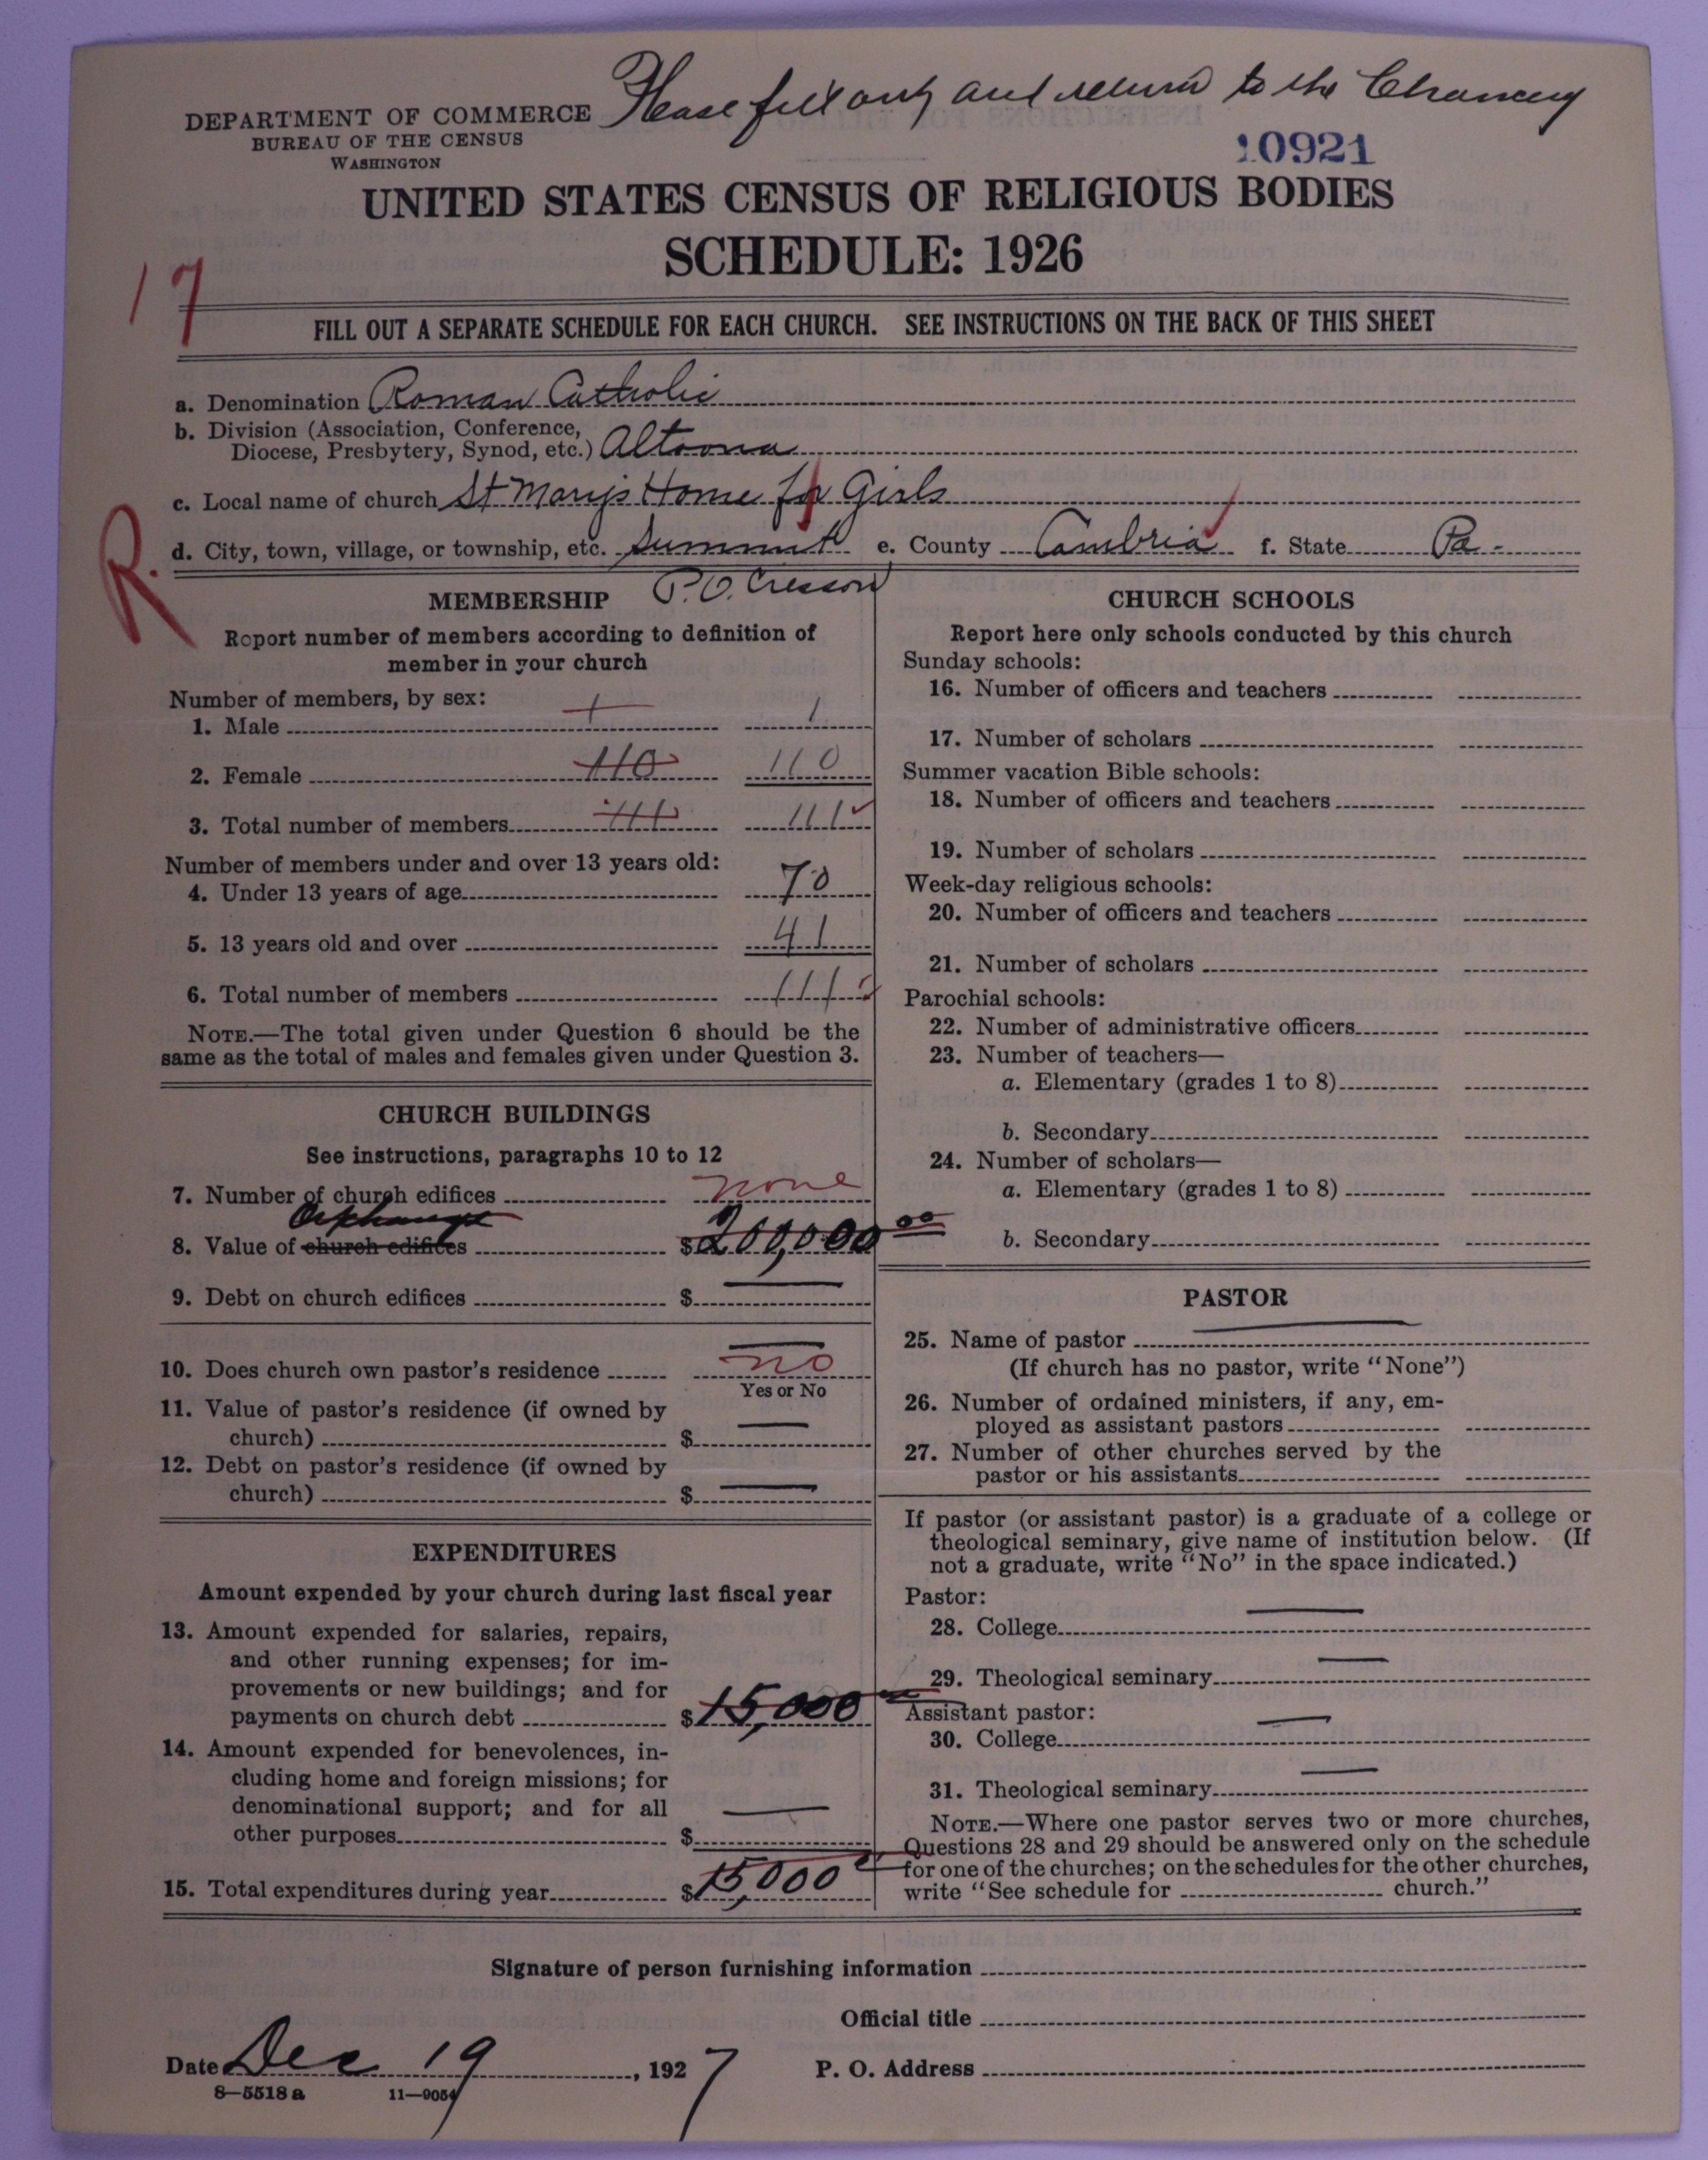 Please fill out and return to the Chancery
DEPARTMENT OF COMMERCE
BUREAU OF THE CENSUS
WASHINGTON
10921
UNITED STATES CENSUS OF RELIGIOUS BODIES
SCHEDULE: 1926
17
FILL OUT A SEPARATE SCHEDULE FOR EACH CHURCH. SEE INSTRUCTIONS ON THE BACK OF THIS SHEET
a. Denomination Roman Catholic
b. Division (Association, Conference,
Diocese, Presbytery, Synod, etc.) Altoona
c. Local name of church St Mary's Home for Girls
R.
d. City, town, village, or township, etc. Summit e. County Cambria f. State Pa.
P.O. Cresson
MEMBERSHIP
Report number of members according to definition of
member in your church
Number of members, by sex:
1. Male 1 1
2. Female 110 110
3. Total number of members 111 111
Number of members under and over 13 years old:
4. Under 13 years of age 70
5. 13 years old and over 41
6. Total number of members 111
NOTE.—The total given under Question 6 should be the
same as the total of males and females given under Question 3.
CHURCH BUILDINGS
See instructions, paragraphs 10 to 12
7. Number of church edifices none
Orphanage
8. Value of church edifices $200,000 00
9. Debt on church edifices $ —
10. Does church own pastor's residence no
Yes or No
11. Value of pastor's residence (if owned by
church) $ —
12. Debt on pastor's residence (if owned by
church) $ —
EXPENDITURES
Amount expended by your church during last fiscal year
13. Amount expended for salaries, repairs,
and other running expenses; for im-
provements or new buildings; and for
payments on church debt $15,000
14. Amount expended for benevolences, in-
cluding home and foreign missions; for
denominational support; and for all
other purposes $ —
15. Total expenditures during year $15,000
CHURCH SCHOOLS
Report here only schools conducted by this church
Sunday schools:
16. Number of officers and teachers
17. Number of scholars
Summer vacation Bible schools:
18. Number of officers and teachers
19. Number of scholars
Week-day religious schools:
20. Number of officers and teachers
21. Number of scholars
Parochial schools:
22. Number of administrative officers
23. Number of teachers—
a. Elementary (grades 1 to 8)
b. Secondary
24. Number of scholars—
a. Elementary (grades 1 to 8)
b. Secondary
PASTOR
25. Name of pastor —
(If church has no pastor, write "None")
26. Number of ordained ministers, if any, em-
ployed as assistant pastors
27. Number of other churches served by the
pastor or his assistants
If pastor (or assistant pastor) is a graduate of a college or
theological seminary, give name of institution below. (If
not a graduate, write "No" in the space indicated.)
Pastor:
28. College —
29. Theological seminary —
Assistant pastor:
30. College —
31. Theological seminary —
NOTE.—Where one pastor serves two or more churches,
Questions 28 and 29 should be answered only on the schedule
for one of the churches; on the schedules for the other churches,
write "See schedule for church."
Signature of person furnishing information
Official title
Date Dec 19, 1927 P. O. Address
8—5518 a 11—9054